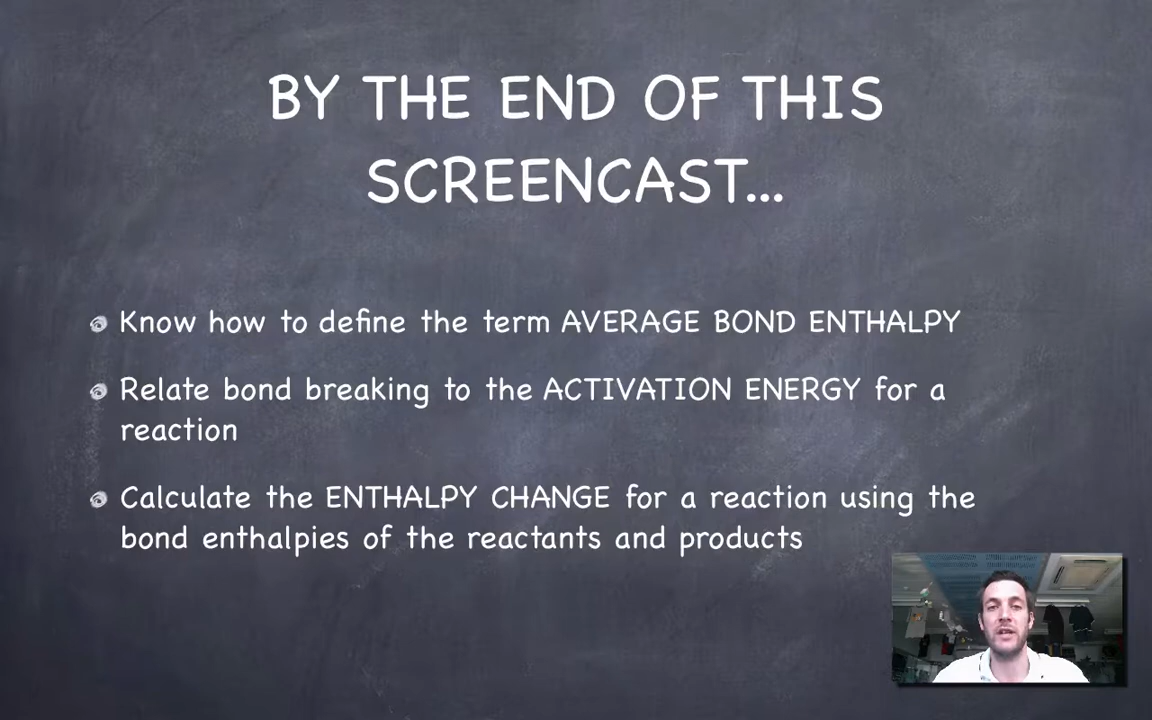 BY THE END OF THIS
SCREENCAST...
Know how to define the term AVERAGE BOND ENTHALPY
Relate bond breaking to the ACTIVATION ENERGY for a
reaction
Calculate the ENTHALPY CHANGE for a reaction using the
bond enthalpies of the reactants and products